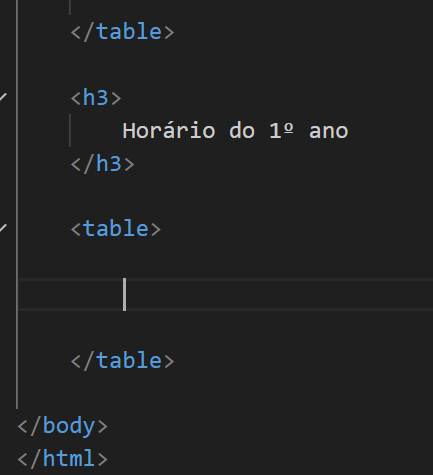 </table>
<h3>
Horário do 1º ano
</h3>
<table>
</table>
</body>
</html>